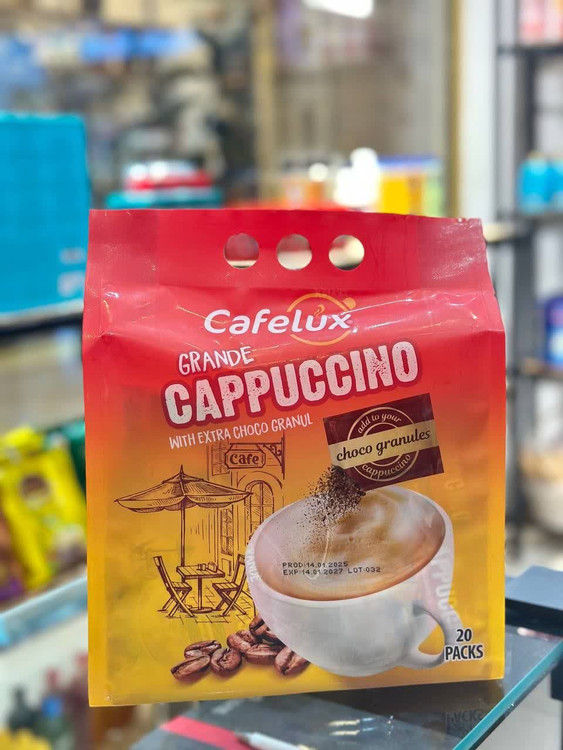 Cafelux
GRANDE
CAPPUCCINO
WITH EXTRA CHOCO GRANUL
add to your
choco granules
cappuccino
Cafe
PROD:14.01.2025
EXP:14.01.2027 LOT:032
20
PACKS